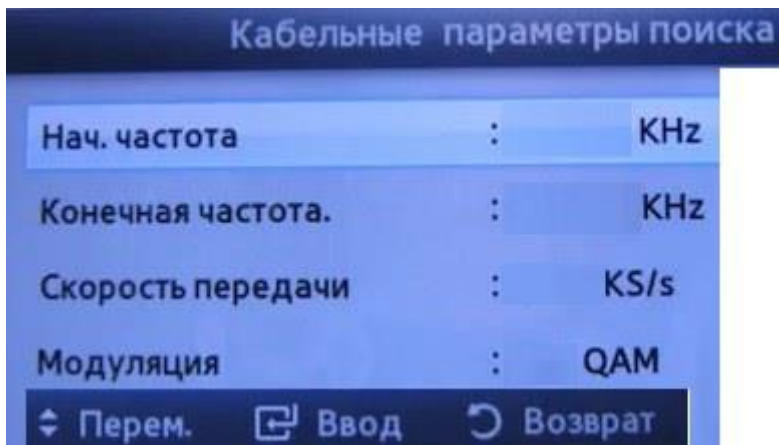 Кабельные параметры поиска
Нач. частота : KHz
Конечная частота. : KHz
Скорость передачи : KS/s
Модуляция : QAM
Перем. Ввод Возврат